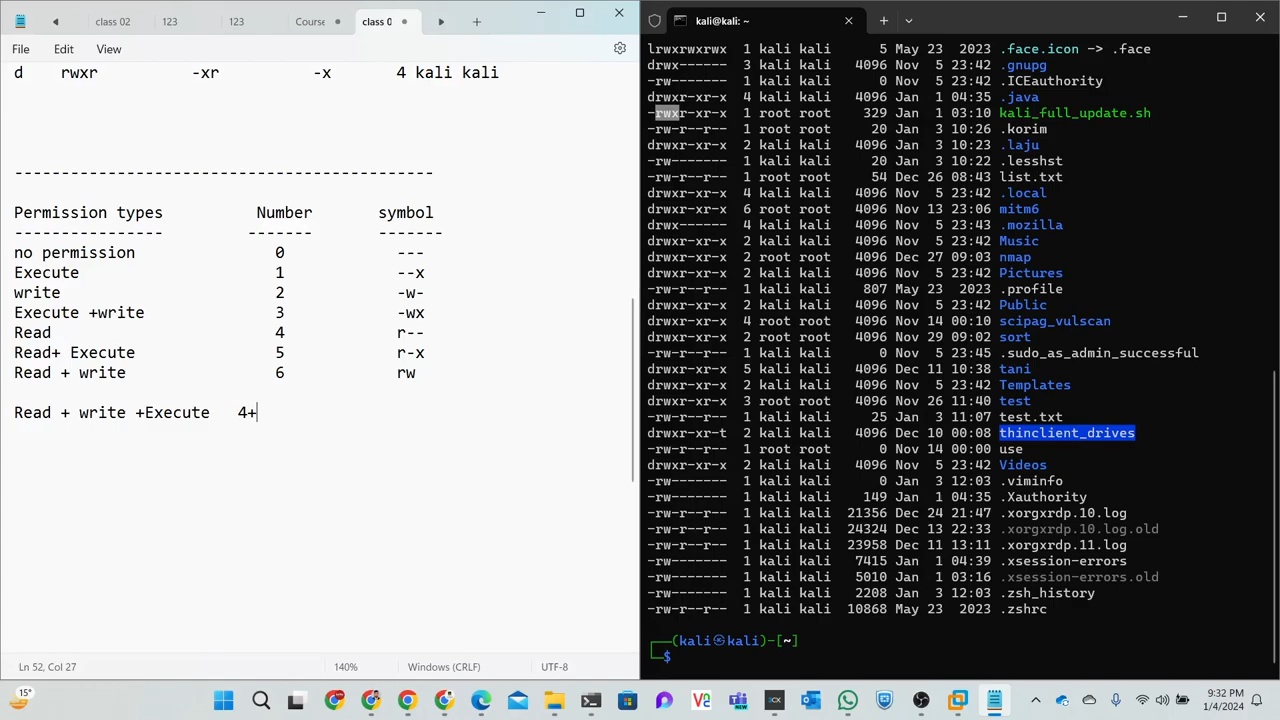 class 02
123
123
Course
class 0
File
Edit
View
d rwxr -xr -x 4 kali kali
---------------------------------------------
Permission types Number symbol
---------------- ------- -------
no permission 0 ---
Execute 1 --x
write 2 -w-
Execute +write 3 -wx
Read 4 r--
Read+ Execute 5 r-x
Read + write 6 rw
Read + write +Execute 4+
Ln 52, Col 27
140%
Windows (CRLF)
UTF-8
kali@kali: ~
lrwxrwxrwx 1 kali kali 5 May 23 2023 .face.icon -> .face
drwx------ 3 kali kali 4096 Nov 5 23:42 .gnupg
-rw------- 1 kali kali 0 Nov 5 23:42 .ICEauthority
drwxr-xr-x 4 kali kali 4096 Jan 1 04:35 .java
-rwxr-xr-x 1 root root 329 Jan 1 03:10 kali_full_update.sh
-rw-r--r-- 1 root root 20 Jan 3 10:26 .korim
drwxr-xr-x 2 kali kali 4096 Jan 3 10:23 .laju
-rw------- 1 kali kali 20 Jan 3 10:22 .lesshst
-rw-r--r-- 1 root root 54 Dec 26 08:43 list.txt
drwxr-xr-x 4 kali kali 4096 Nov 5 23:42 .local
drwxr-xr-x 6 root root 4096 Nov 13 23:06 mitm6
drwx------ 4 kali kali 4096 Nov 5 23:43 .mozilla
drwxr-xr-x 2 kali kali 4096 Nov 5 23:42 Music
drwxr-xr-x 2 root root 4096 Dec 27 09:03 nmap
drwxr-xr-x 2 kali kali 4096 Nov 5 23:42 Pictures
-rw-r--r-- 1 kali kali 807 May 23 2023 .profile
drwxr-xr-x 2 kali kali 4096 Nov 5 23:42 Public
drwxr-xr-x 4 root root 4096 Nov 14 00:10 scipag_vulscan
drwxr-xr-x 2 root root 4096 Nov 29 09:02 sort
-rw-r--r-- 1 kali kali 0 Nov 5 23:45 .sudo_as_admin_successful
drwxr-xr-x 5 kali kali 4096 Dec 11 10:38 tani
drwxr-xr-x 2 kali kali 4096 Nov 5 23:42 Templates
drwxr-xr-x 3 root root 4096 Nov 26 11:40 test
-rw-r--r-- 1 root root 25 Jan 3 11:07 test.txt
drwxr-xr-t 2 kali kali 4096 Dec 10 00:08 thinclient_drives
-rw-r--r-- 1 root root 0 Nov 14 00:00 use
drwxr-xr-x 2 kali kali 4096 Nov 5 23:42 Videos
-rw------- 1 kali kali 0 Jan 3 12:03 .viminfo
-rw------- 1 kali kali 149 Jan 1 04:35 .Xauthority
-rw-r--r-- 1 kali kali 21356 Dec 24 21:47 .xorgxrdp.10.log
-rw-r--r-- 1 kali kali 24324 Dec 13 22:33 .xorgxrdp.10.log.old
-rw-r--r-- 1 kali kali 23958 Dec 11 13:11 .xorgxrdp.11.log
-rw------- 1 kali kali 7415 Jan 1 04:39 .xsession-errors
-rw------- 1 kali kali 5010 Jan 1 03:16 .xsession-errors.old
-rw------- 1 kali kali 2208 Jan 3 12:03 .zsh_history
-rw-r--r-- 1 kali kali 10868 May 23 2023 .zshrc
┌──(kali㉿kali)-[~]
└─$
15°
9:32 PM
1/4/2024